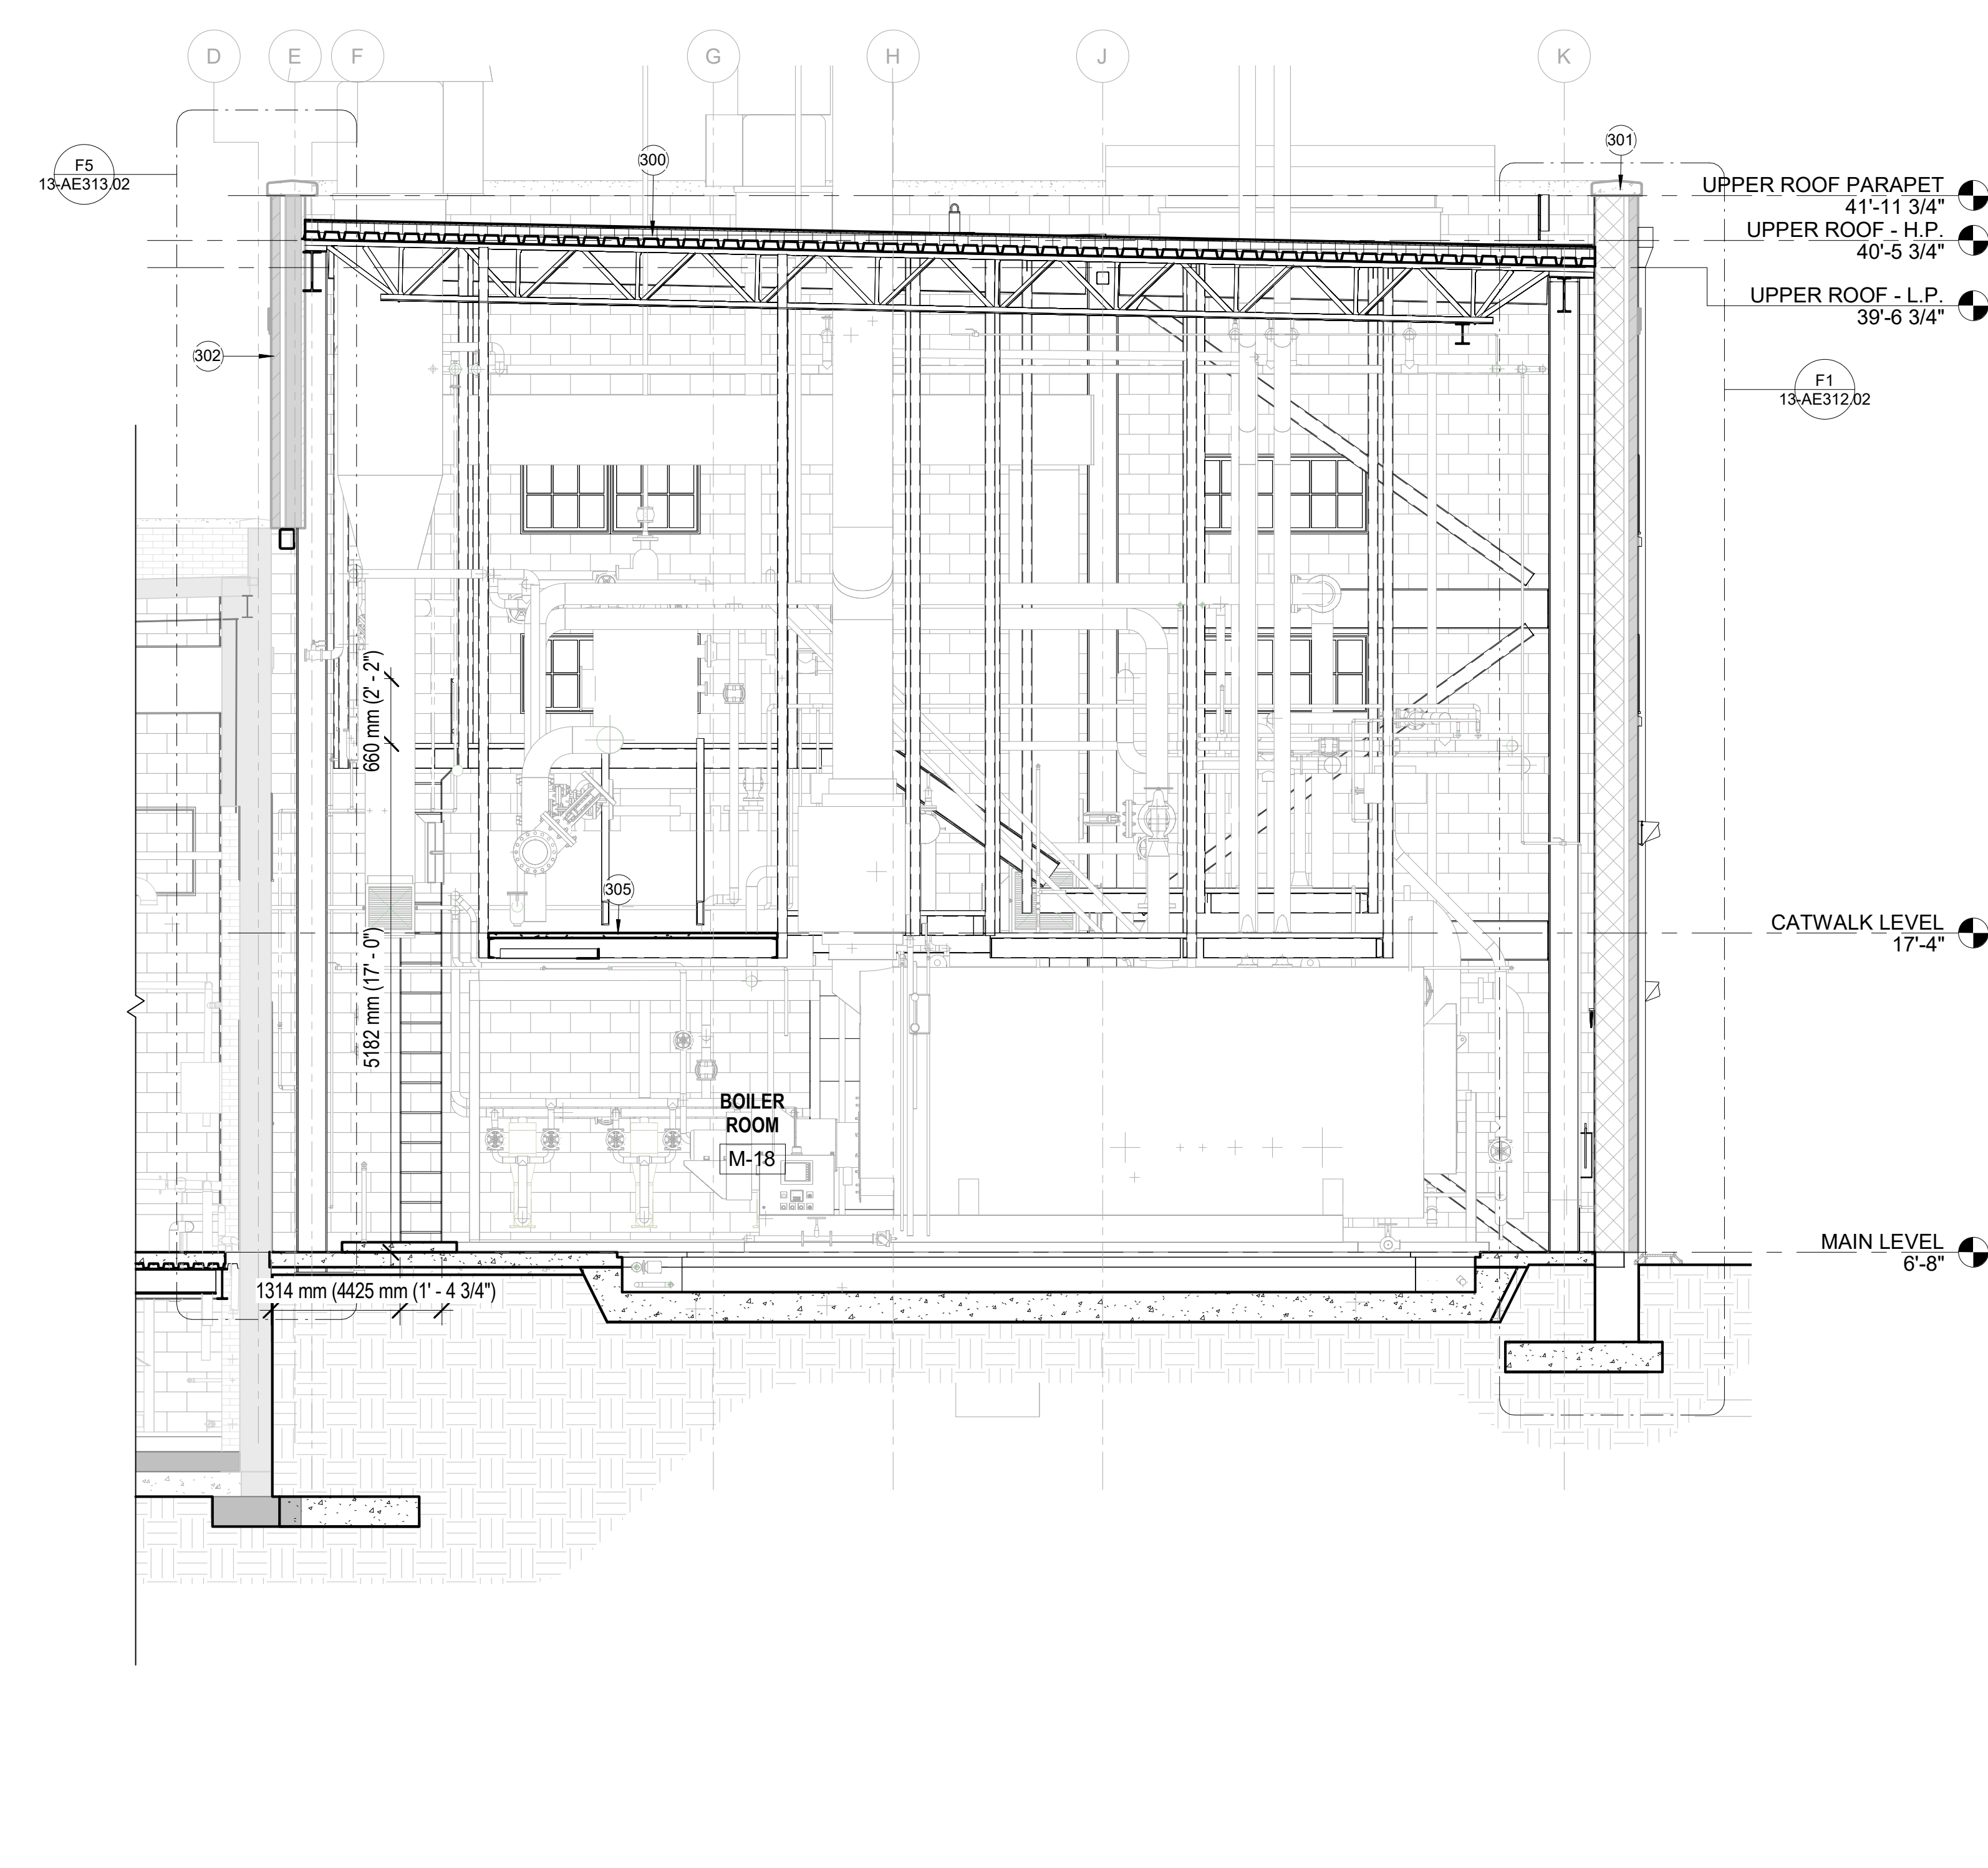 D
E
F
G
H
J
K
F5
13-AE313.02
300
301
UPPER ROOF PARAPET
41'-11 3/4"
UPPER ROOF - H.P.
40'-5 3/4"
UPPER ROOF - L.P.
39'-6 3/4"
302
F1
13-AE312.02
660 mm (2' - 2")
305
CATWALK LEVEL
17'-4"
5182 mm (17' - 0")
BOILER
ROOM
M-18
MAIN LEVEL
6'-8"
1314 mm (4425 mm (1' - 4 3/4")